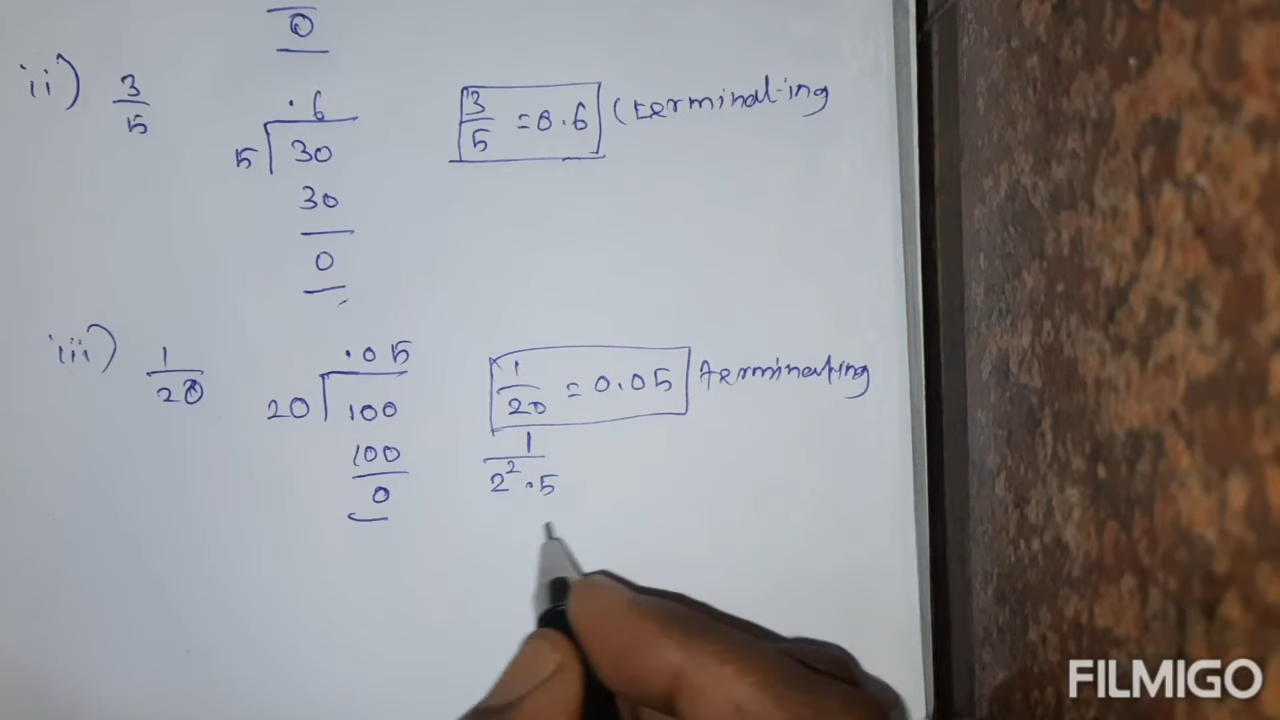 0
ii) 3/5
.6
5 30
30
0
3/5 = 0.6 (terminating
iii) 1/20
.05
20 100
100
0
1/20 = 0.05 terminating
1/2² . 5
FILMIGO